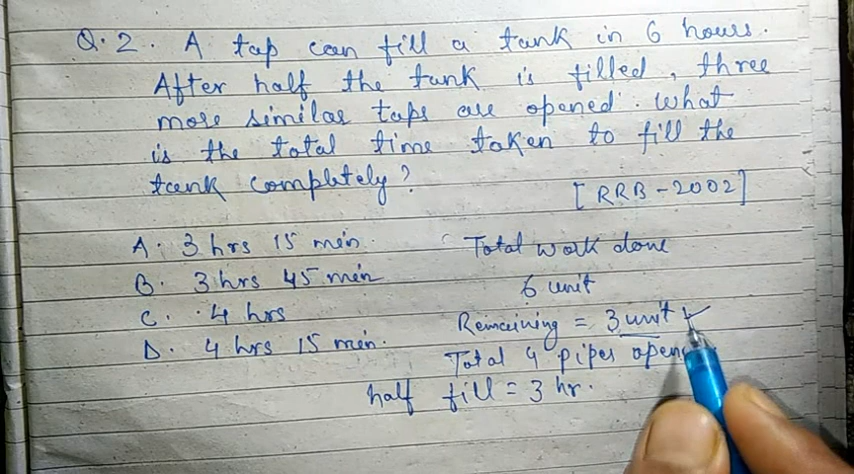 Q.2. A tap can fill a tank in 6 hours.
After half the tank is filled, three
more similar taps are opened. What
is the total time taken to fill the
tank completely?
[RRB-2002]
A. 3 hrs 15 min.
B. 3 hrs 45 min
C. 4 hrs
D. 4 hrs 15 min.
Total work done
6 unit
Remaining = 3 unit ✓
Total 4 pipes open
half fill = 3 hr.